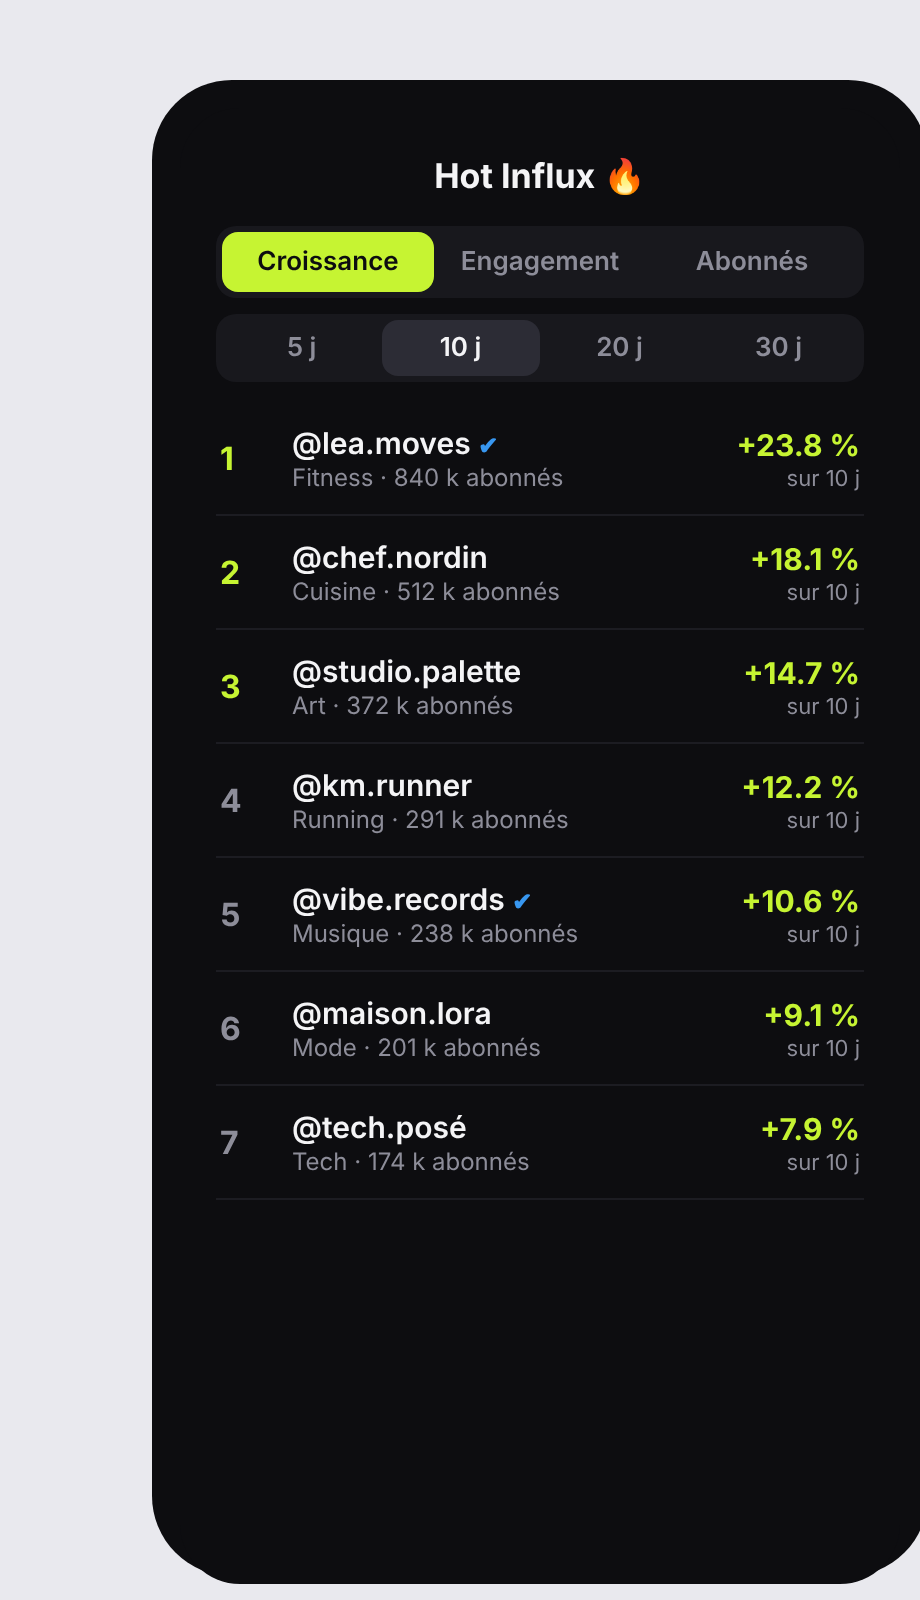 Hot Influx 🔥
Croissance Engagement Abonnés
5 j 10 j 20 j 30 j
1 @lea.moves ✔ +23.8 %
Fitness · 840 k abonnés sur 10 j
2 @chef.nordin +18.1 %
Cuisine · 512 k abonnés sur 10 j
3 @studio.palette +14.7 %
Art · 372 k abonnés sur 10 j
4 @km.runner +12.2 %
Running · 291 k abonnés sur 10 j
5 @vibe.records ✔ +10.6 %
Musique · 238 k abonnés sur 10 j
6 @maison.lora +9.1 %
Mode · 201 k abonnés sur 10 j
7 @tech.posé +7.9 %
Tech · 174 k abonnés sur 10 j